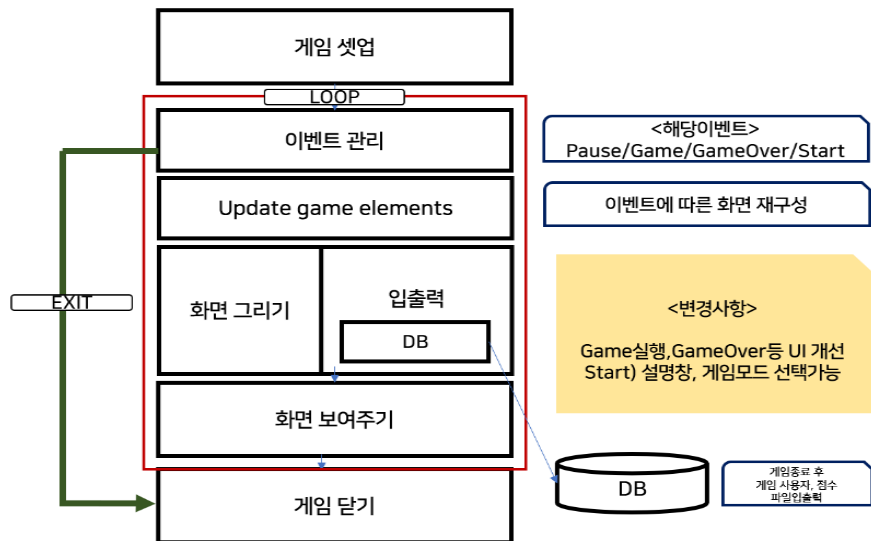 게임 셋업
LOOP
이벤트 관리
<해당이벤트>
Pause/Game/GameOver/Start
Update game elements
이벤트에 따른 화면 재구성
EXIT
화면 그리기
입출력
DB
<변경사항>
Game실행,GameOver등 UI 개선
Start) 설명창, 게임모드 선택가능
화면 보여주기
게임 닫기
DB
게임종료 후
게임 사용자, 점수
파일입출력